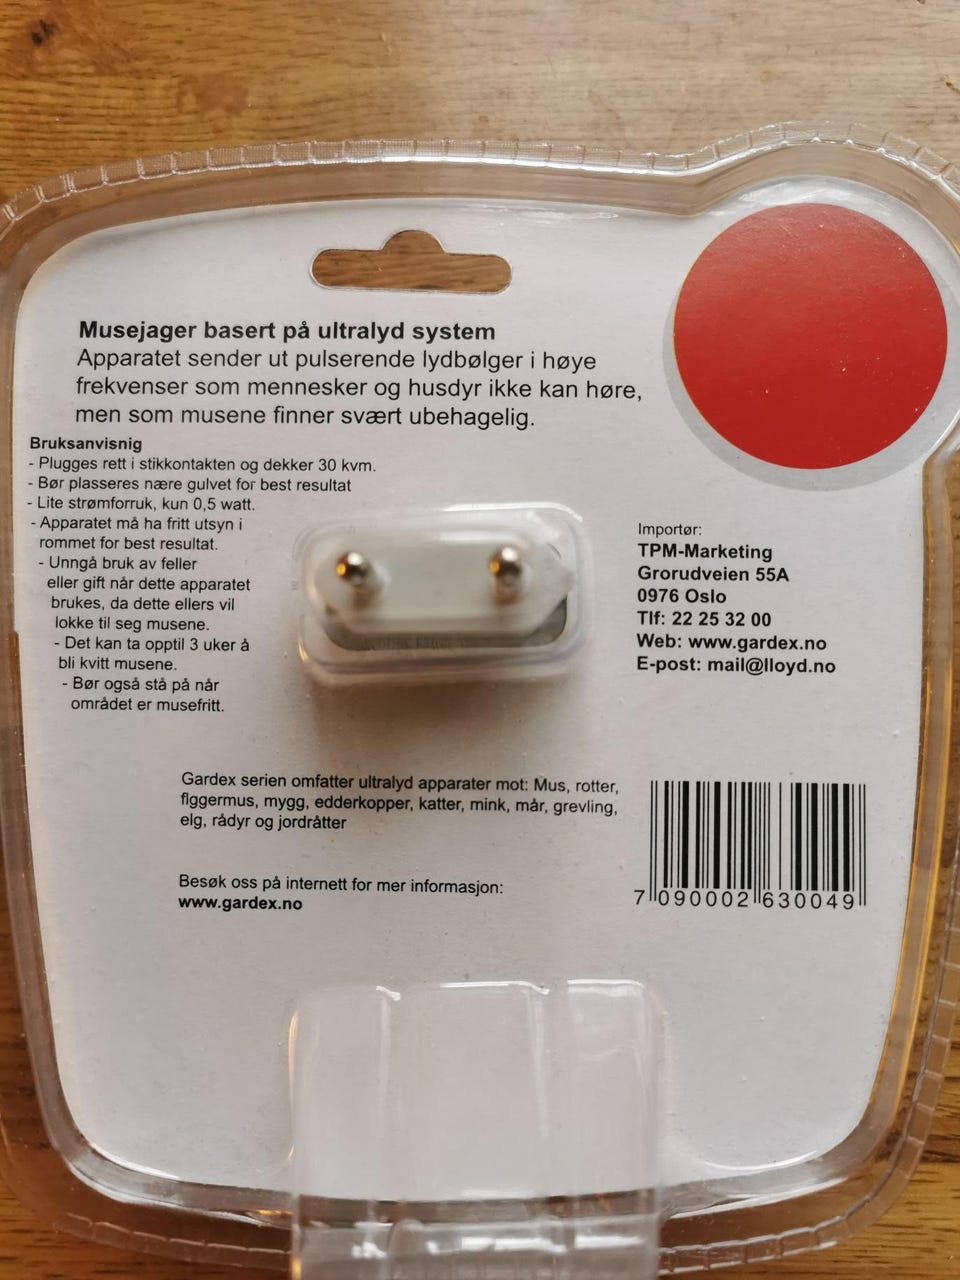 Musejager basert på ultralyd system
Apparatet sender ut pulserende lydbølger i høye
frekvenser som mennesker og husdyr ikke kan høre,
men som musene finner svært ubehagelig.
Bruksanvisnig
- Plugges rett i stikkontakten og dekker 30 kvm.
- Bør plasseres nære gulvet for best resultat
- Lite strømforruk, kun 0,5 watt.
- Apparatet må ha fritt utsyn i
rommet for best resultat.
- Unngå bruk av feller
eller gift når dette apparatet
brukes, da dette ellers vil
lokke til seg musene.
- Det kan ta opptil 3 uker å
bli kvitt musene.
- Bør også stå på når
området er musefritt.
Importør:
TPM-Marketing
Grorudveien 55A
0976 Oslo
Tlf: 22 25 32 00
Web: www.gardex.no
E-post: mail@lloyd.no
Gardex serien omfatter ultralyd apparater mot: Mus, rotter,
flggermus, mygg, edderkopper, katter, mink, mår, grevling,
elg, rådyr og jordråtter
Besøk oss på internett for mer informasjon:
www.gardex.no
7 090002 630049